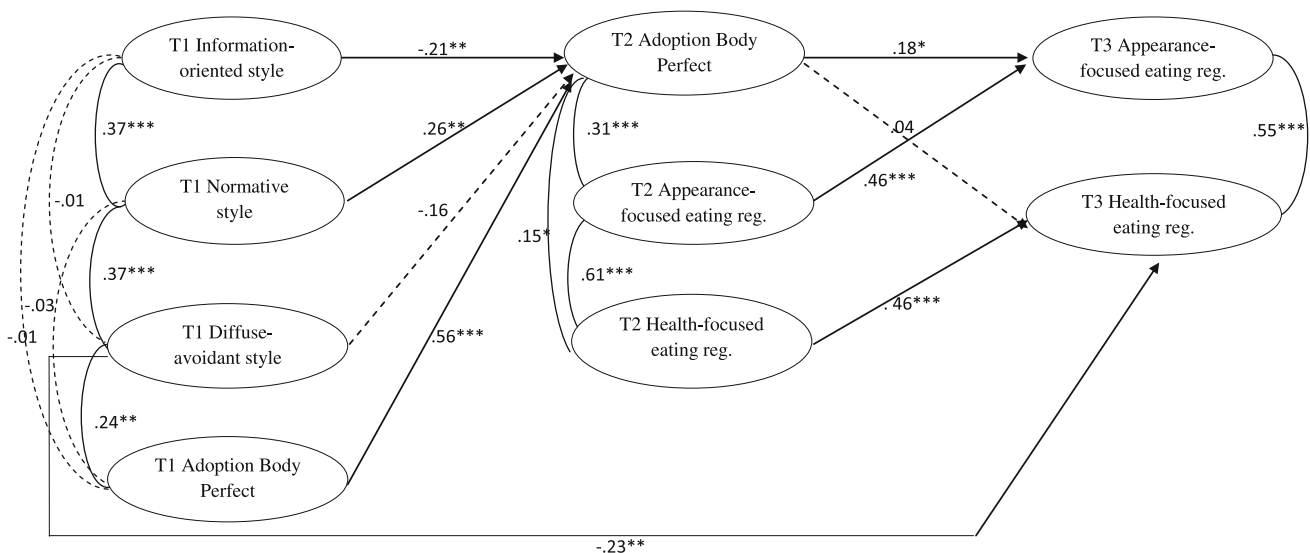 T1 Information-
oriented style
-.21**
T2 Adoption Body
Perfect
.18*
T3 Appearance-
focused eating reg.
.37***
.26**
.31***
.04
.55***
-.01
T1 Normative
style
-.16
T2 Appearance-
focused eating reg.
.46***
T3 Health-focused
eating reg.
.15*
.37***
.61***
-.03
-.01
T1 Diffuse-
avoidant style
.56***
T2 Health-focused
eating reg.
.46***
.24**
T1 Adoption Body
Perfect
-.23**